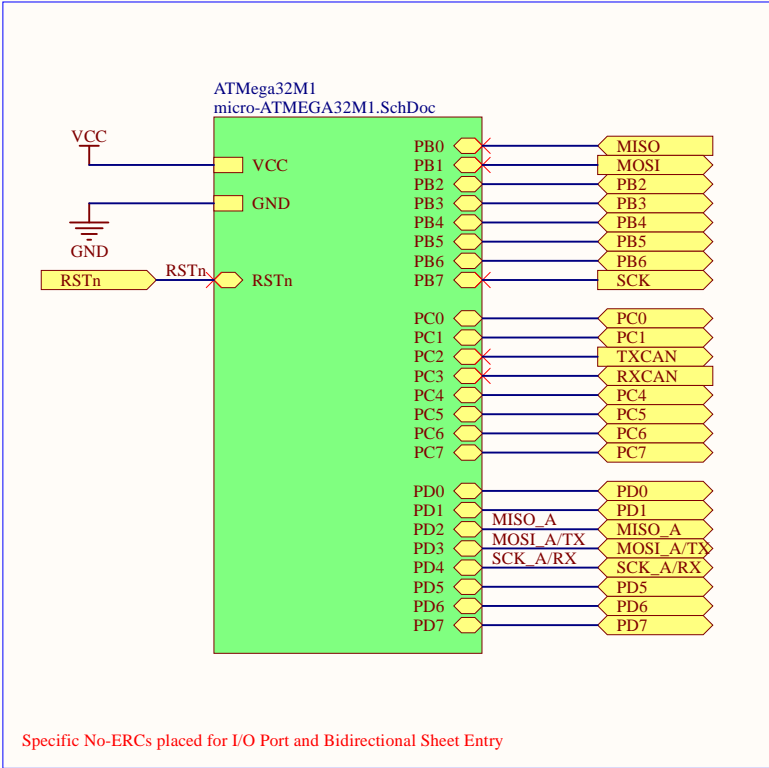 ATMega32M1
micro-ATMEGA32M1.SchDoc
VCC
VCC
GND
GND
RSTn
RSTn
RSTn
PB0 MISO
PB1 MOSI
PB2 PB2
PB3 PB3
PB4 PB4
PB5 PB5
PB6 PB6
PB7 SCK
PC0 PC0
PC1 PC1
PC2 TXCAN
PC3 RXCAN
PC4 PC4
PC5 PC5
PC6 PC6
PC7 PC7
PD0 PD0
PD1 PD1
PD2 MISO_A MISO_A
PD3 MOSI_A/TX MOSI_A/TX
PD4 SCK_A/RX SCK_A/RX
PD5 PD5
PD6 PD6
PD7 PD7
Specific No-ERCs placed for I/O Port and Bidirectional Sheet Entry